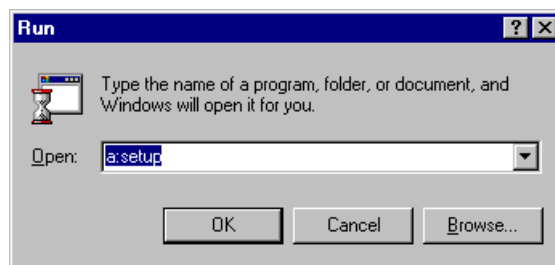 Run
Type the name of a program, folder, or document, and
Windows will open it for you.
Open: a:setup
OK Cancel Browse...